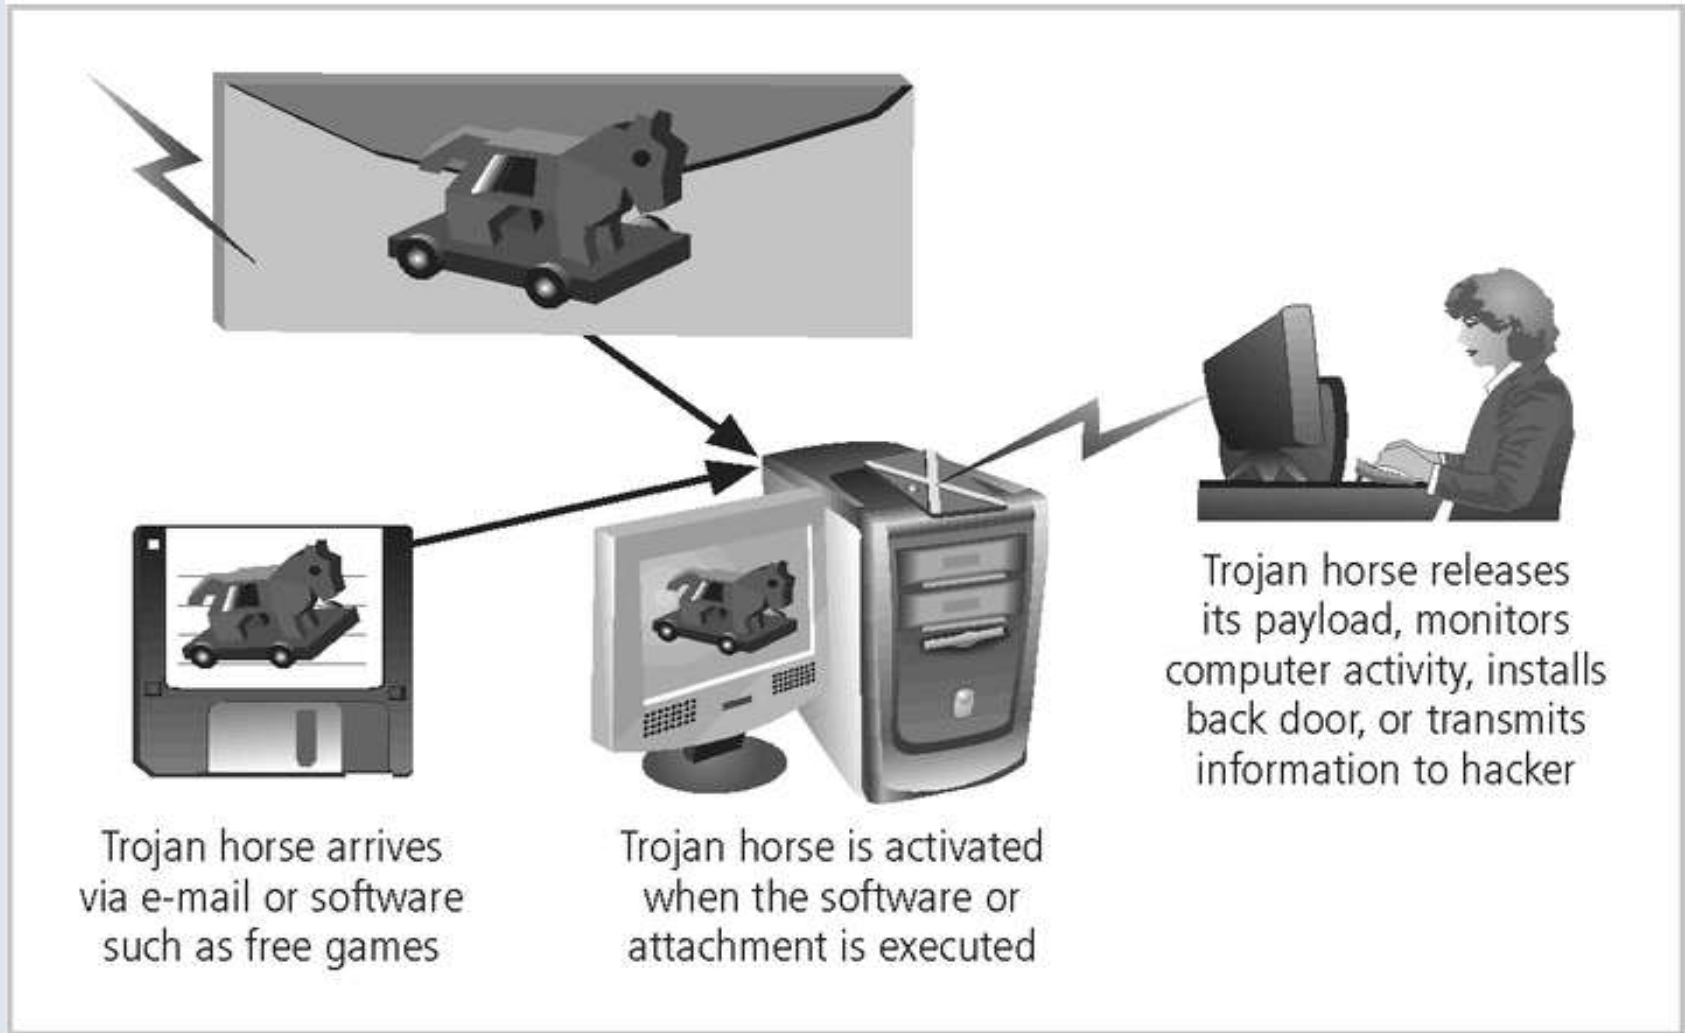 Trojan horse arrives
via e-mail or software
such as free games
Trojan horse is activated
when the software or
attachment is executed
Trojan horse releases
its payload, monitors
computer activity, installs
back door, or transmits
information to hacker